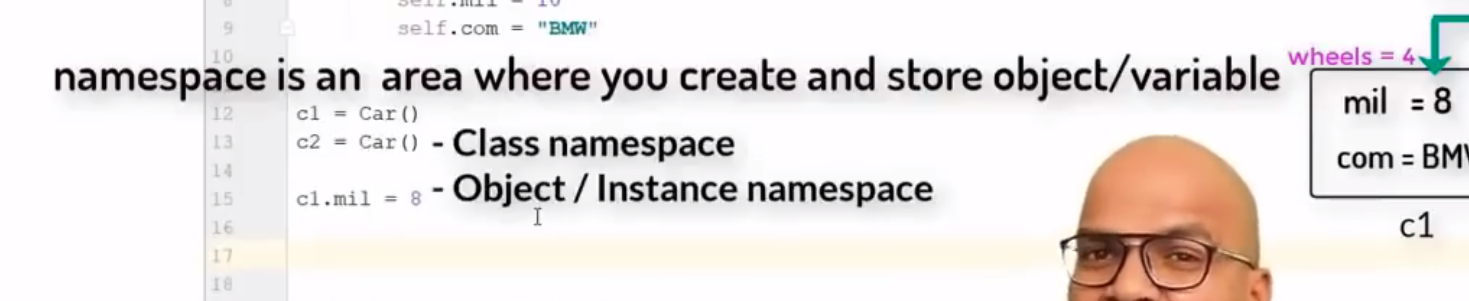 8 self.mil = 10
9 self.com = "BMW"
10
namespace is an area where you create and store object/variable
wheels = 4
12 c1 = Car()
13 c2 = Car()
- Class namespace
14
15 c1.mil = 8
- Object / Instance namespace
16
17
18
mil = 8
com = BMW
c1